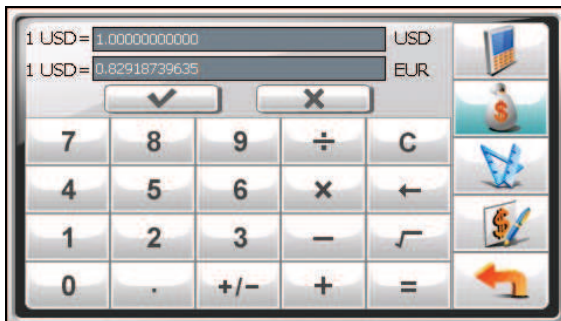 1 USD= 1.00000000000 USD
1 USD= 0.82918739635 EUR
7 8 9 ÷ C
4 5 6 × ←
1 2 3 − √
0 . +/− + =
$
$